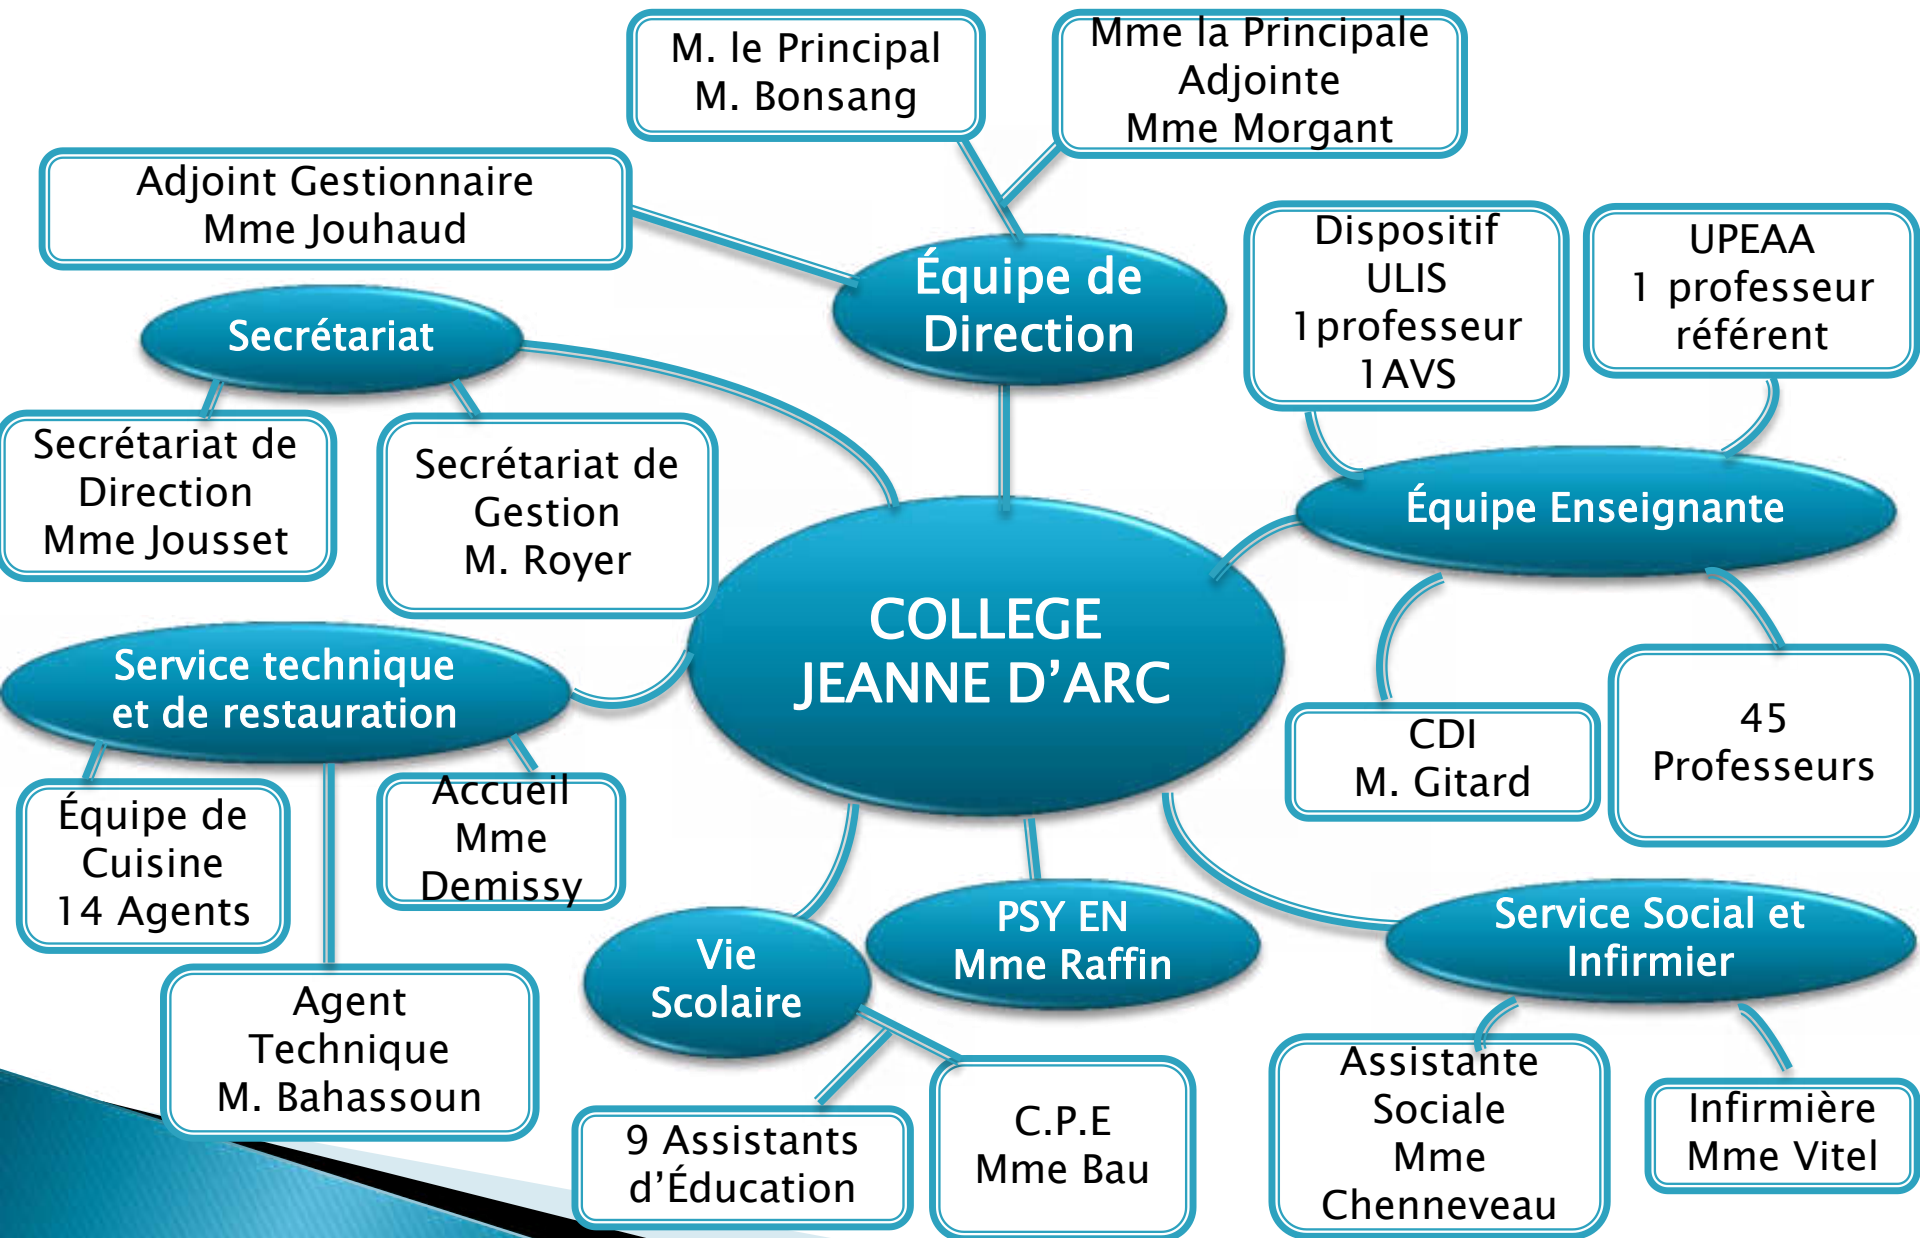 M. le Principal
M. Bonsang
Mme la Principale
Adjointe
Mme Morgant
Adjoint Gestionnaire
Mme Jouhaud
Équipe de
Direction
Dispositif
ULIS
1professeur
1AVS
UPEAA
1 professeur
référent
Secrétariat
Secrétariat de
Direction
Mme Jousset
Secrétariat de
Gestion
M. Royer
Équipe Enseignante
COLLEGE
JEANNE D’ARC
Service technique
et de restauration
CDI
M. Gitard
45
Professeurs
Équipe de
Cuisine
14 Agents
Accueil
Mme
Demissy
Agent
Technique
M. Bahassoun
Vie
Scolaire
PSY EN
Mme Raffin
Service Social et
Infirmier
9 Assistants
d’Éducation
C.P.E
Mme Bau
Assistante
Sociale
Mme
Chenneveau
Infirmière
Mme Vitel